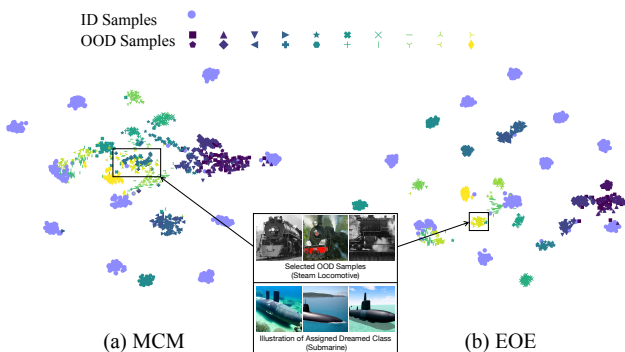 ID Samples
OOD Samples
Selected OOD Samples
(Steam Locomotive)
Illustration of Assigned Dreamed Class
(Submarine)
(a) MCM
(b) EOE